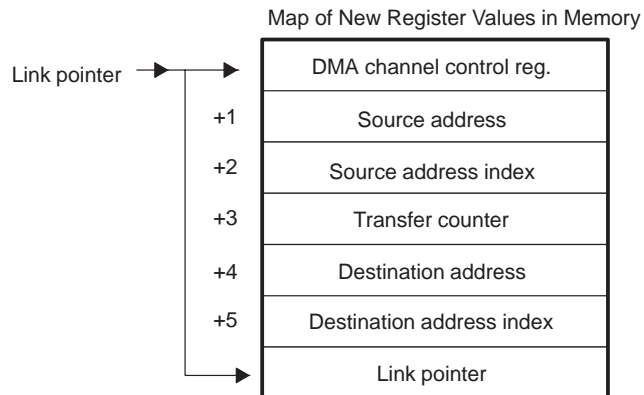 Map of New Register Values in Memory
Link pointer
DMA channel control reg.
+1 Source address
+2 Source address index
+3 Transfer counter
+4 Destination address
+5 Destination address index
Link pointer